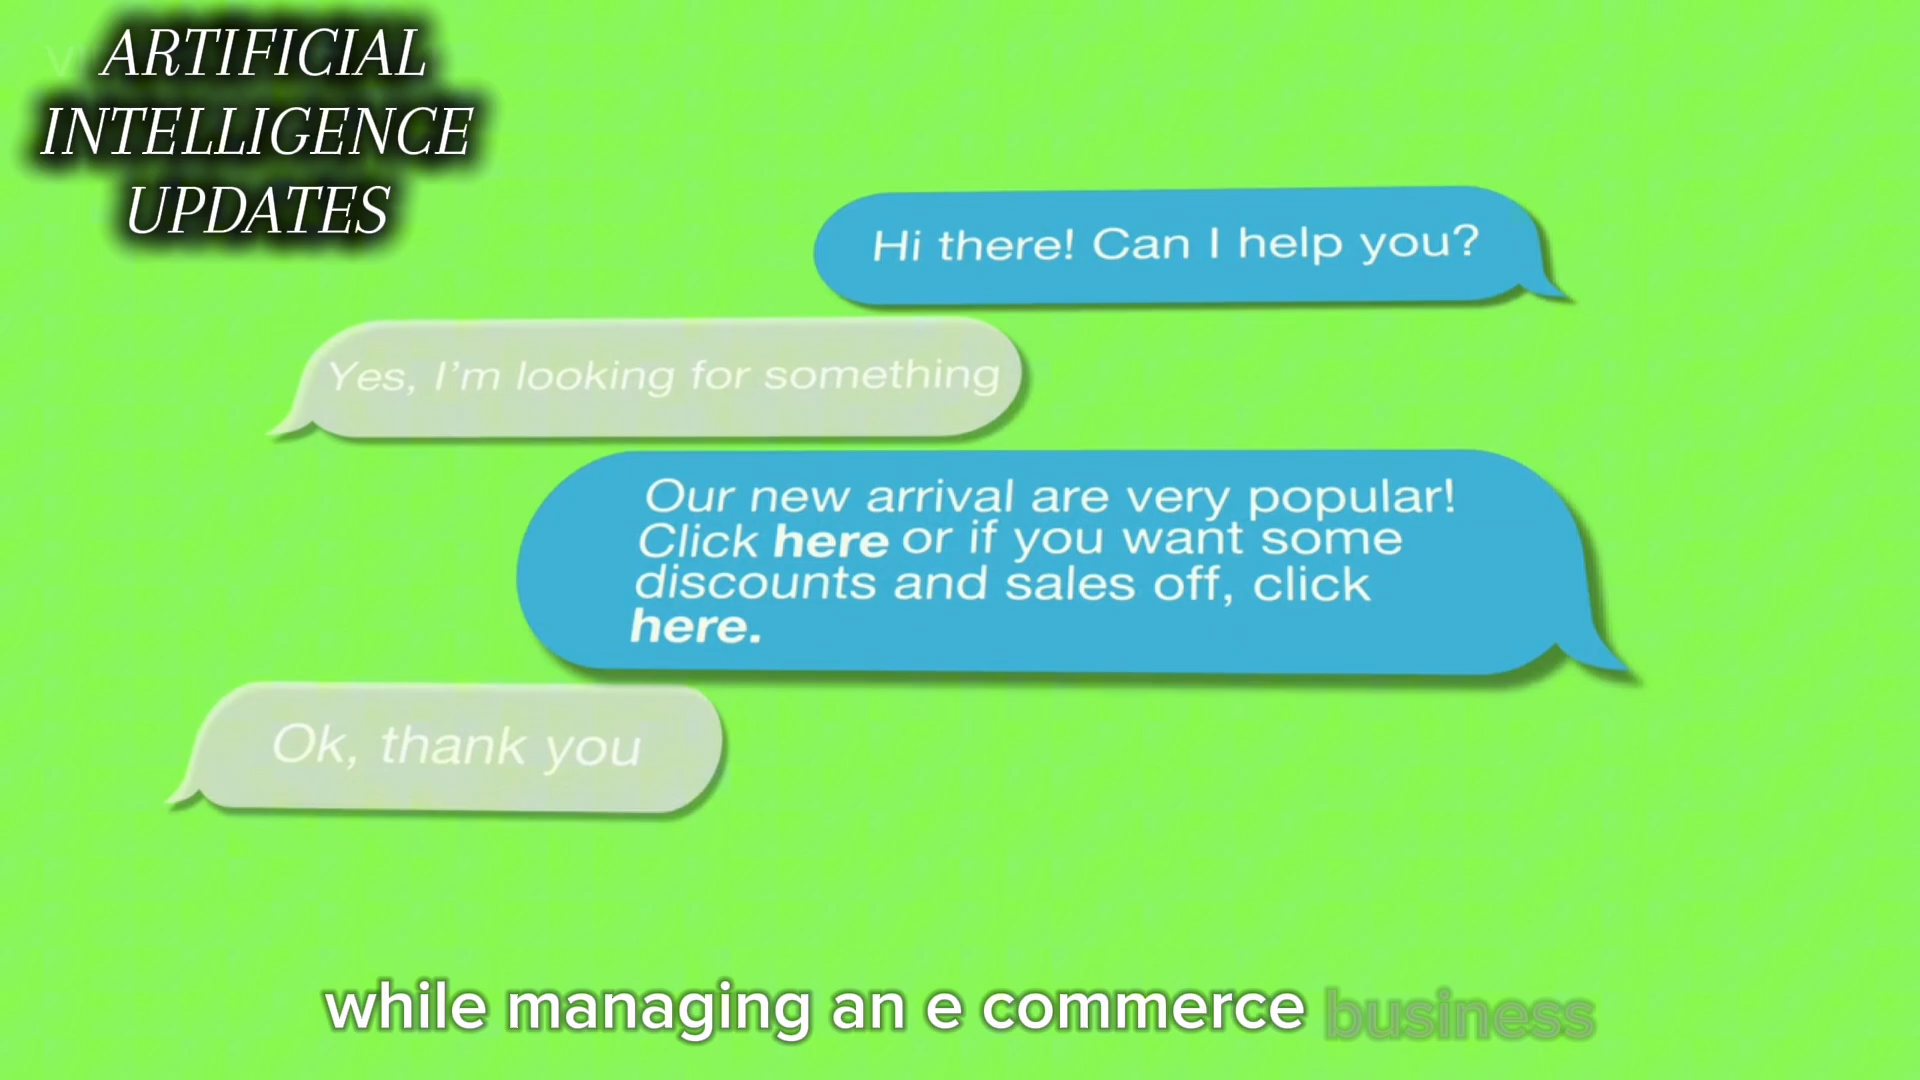 ARTIFICIAL
INTELLIGENCE
UPDATES
Hi there! Can I help you?
Yes, I'm looking for something
Our new arrival are very popular!
Click here or if you want some
discounts and sales off, click
here.
Ok, thank you
while managing an e commerce business